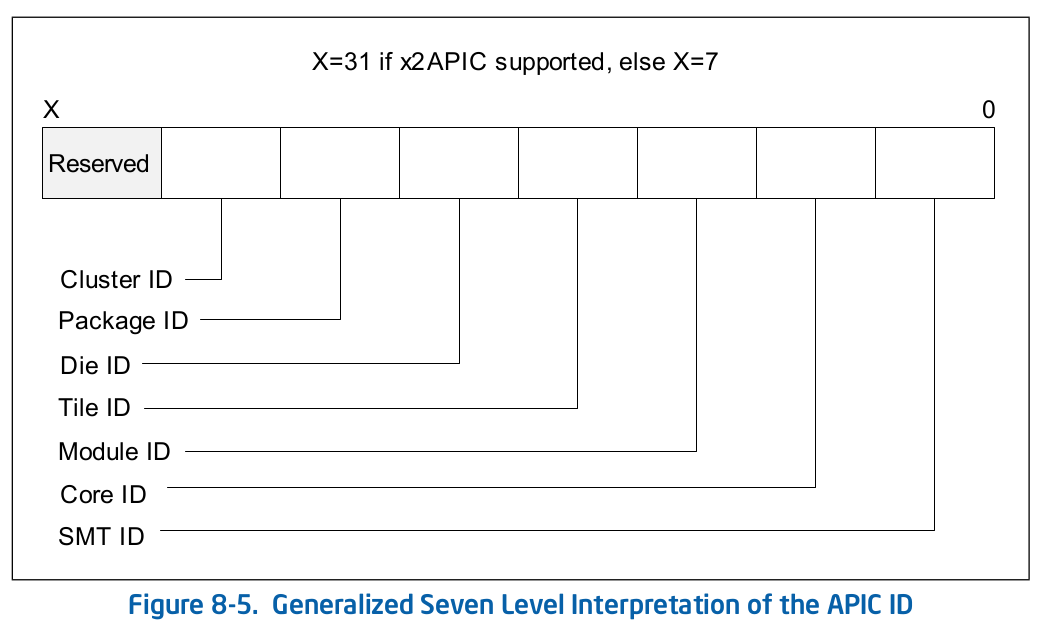 X=31 if x2APIC supported, else X=7
X 0
Reserved
Cluster ID
Package ID
Die ID
Tile ID
Module ID
Core ID
SMT ID
Figure 8-5. Generalized Seven Level Interpretation of the APIC ID